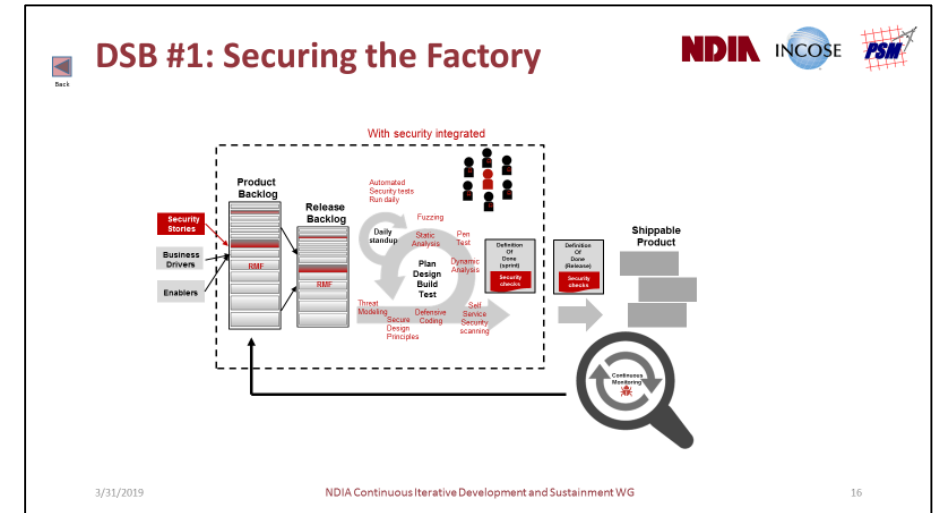 DSB #1: Securing the Factory
NDIA
INCOSE
PSM
Back
With security integrated
Product
Backlog
Release
Backlog
Security
Stories
Business
Drivers
Enablers
RMF
RMF
Automated
Security tests
Run daily
Daily
standup
Fuzzing
Static
Analysis
Pen
Test
Dynamic
Analysis
Plan
Design
Build
Test
Threat
Modeling
Secure
Design
Principles
Defensive
Coding
Self
Service
Security
scanning
Definition
Of
Done
(sprint)
Security
checks
Definition
Of
Done
(Release)
Security
checks
Shippable
Product
Continuous
Monitoring
3/31/2019
NDIA Continuous Iterative Development and Sustainment WG
16